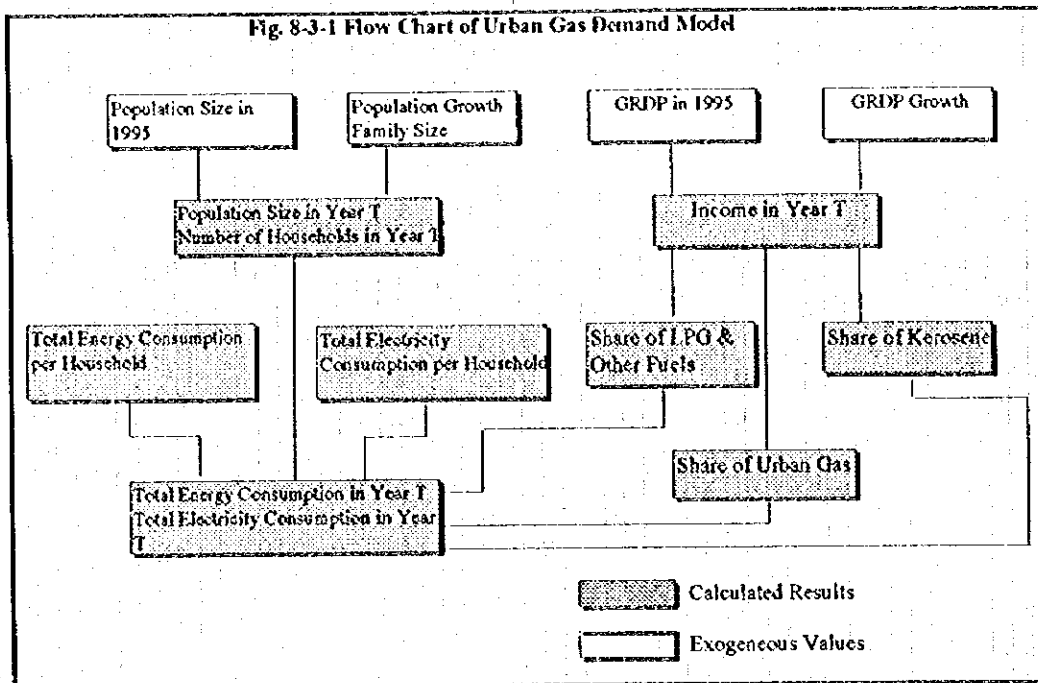 Fig. 8-3-1 Flow Chart of Urban Gas Demand Model
Population Size in
1995
Population Growth
Family Size
GRDP in 1995
GRDP Growth
Population Size in Year T
Number of Households in Year T
Income in Year T
Total Energy Consumption
per Household
Total Electricity
Consumption per Household
Share of LPG &
Other Fuels
Share of Kerosene
Share of Urban Gas
Total Energy Consumption in Year T
Total Electricity Consumption in Year
T
Calculated Results
Exogeneous Values